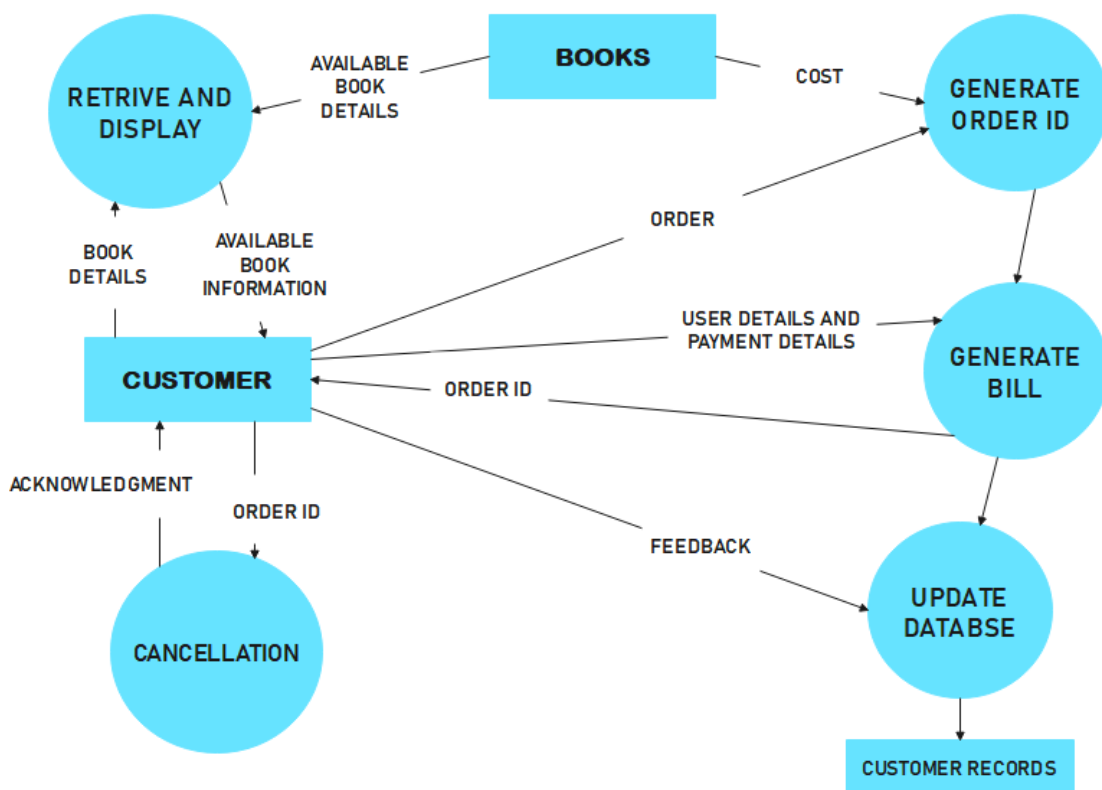 BOOKS
AVAILABLE
BOOK
DETAILS
COST
RETRIVE AND
DISPLAY
GENERATE
ORDER ID
ORDER
BOOK
DETAILS
AVAILABLE
BOOK
INFORMATION
USER DETAILS AND
PAYMENT DETAILS
GENERATE
BILL
CUSTOMER
ORDER ID
ACKNOWLEDGMENT
ORDER ID
FEEDBACK
UPDATE
DATABSE
CANCELLATION
CUSTOMER RECORDS